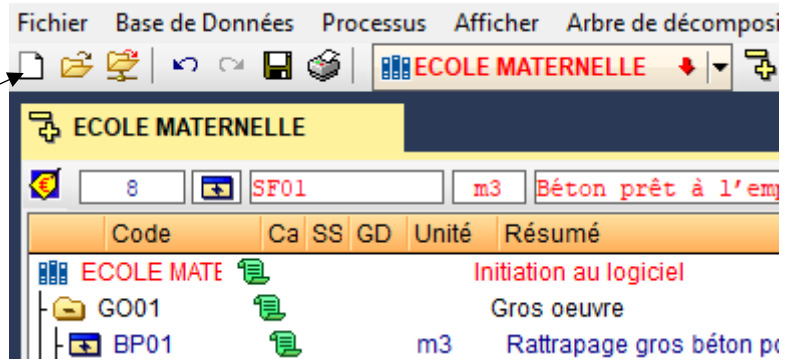 Fichier Base de Données Processus Afficher Arbre de décomposi
ECOLE MATERNELLE
ECOLE MATERNELLE
8 SF01 m3 Béton prêt à l'emp
Code Ca SS GD Unité Résumé
ECOLE MATE Initiation au logiciel
GO01 Gros oeuvre
BP01 m3 Rattrapage gros béton po